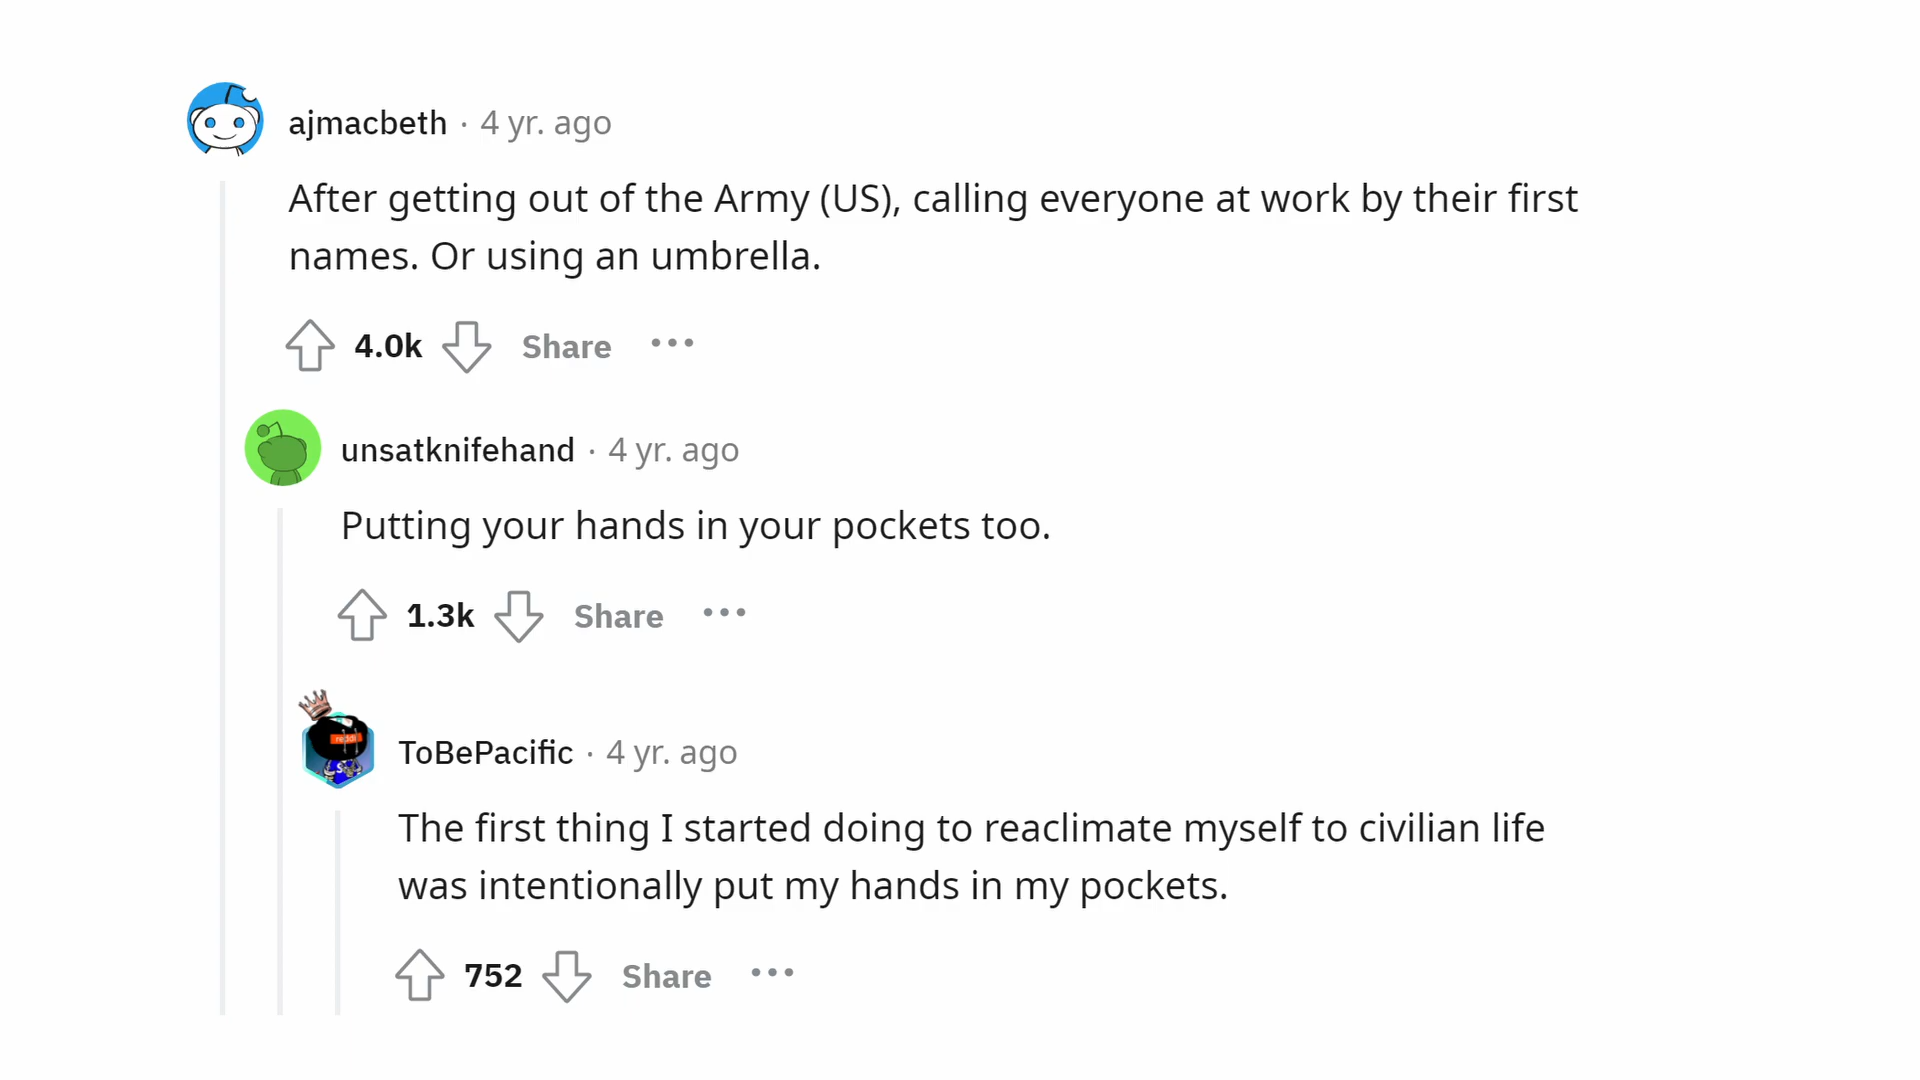 ajmacbeth · 4 yr. ago
After getting out of the Army (US), calling everyone at work by their first
names. Or using an umbrella.
4.0k Share •••
unsatknifehand · 4 yr. ago
Putting your hands in your pockets too.
1.3k Share •••
reddit
ToBePacific · 4 yr. ago
The first thing I started doing to reaclimate myself to civilian life
was intentionally put my hands in my pockets.
752 Share •••